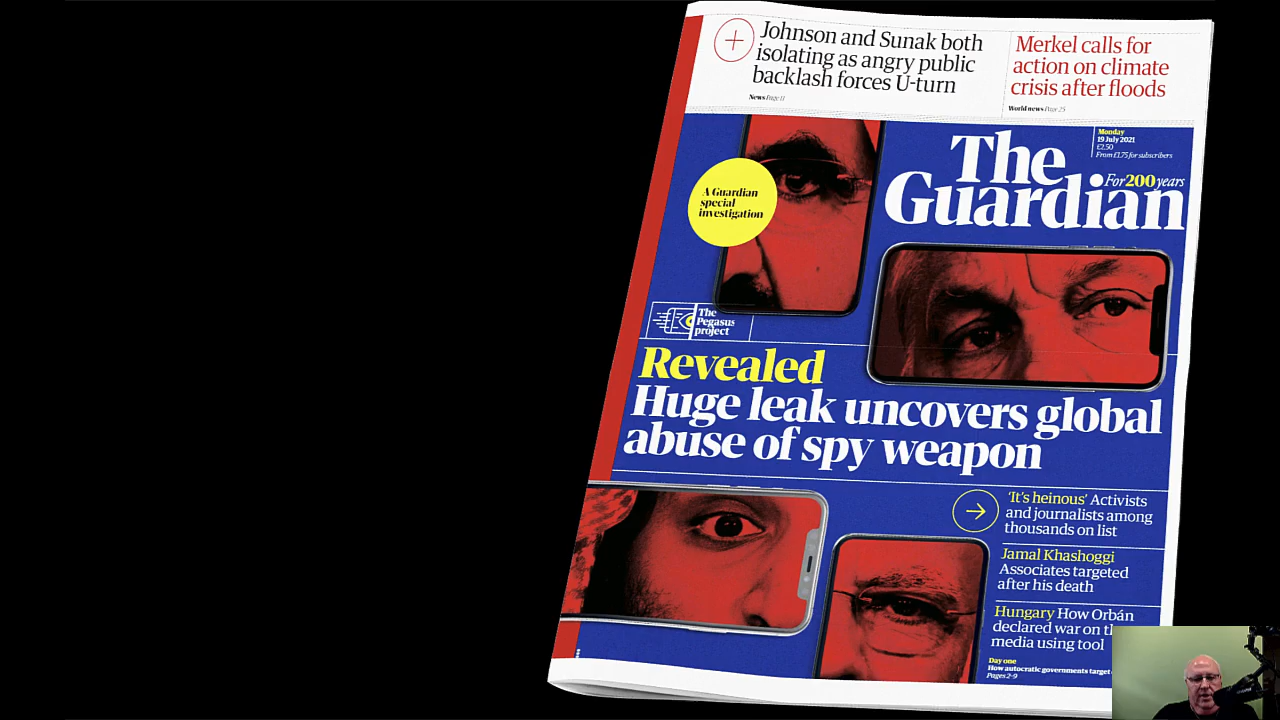 Johnson and Sunak both
isolating as angry public
backlash forces U-turn
News Page 11
Merkel calls for
action on climate
crisis after floods
World news Page 25
Monday
19 July 2021
£2.50
From £1.75 for subscribers
The
Guardian
For 200 years
A Guardian
special
investigation
The
Pegasus
project
Revealed
Huge leak uncovers global
abuse of spy weapon
'It's heinous' Activists
and journalists among
thousands on list
Jamal Khashoggi
Associates targeted
after his death
Hungary How Orbán
declared war on
media using tool
Day one
How autocratic governments target
Pages 2-9